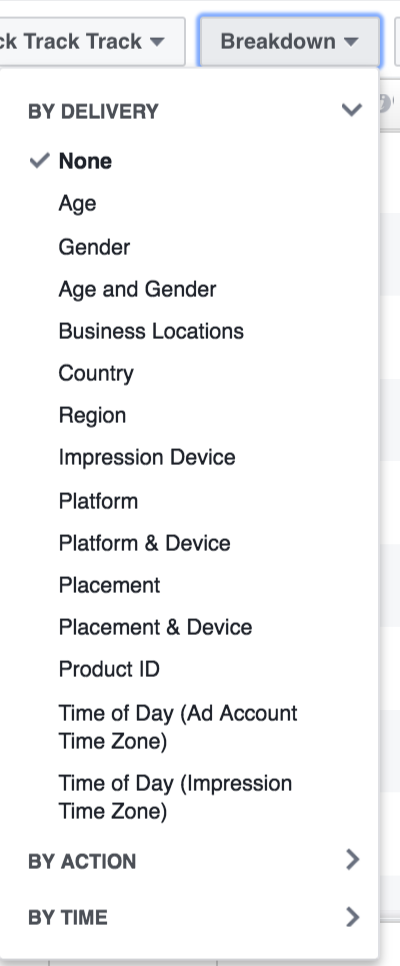 ck Track Track
Breakdown
BY DELIVERY
None
Age
Gender
Age and Gender
Business Locations
Country
Region
Impression Device
Platform
Platform & Device
Placement
Placement & Device
Product ID
Time of Day (Ad Account
Time Zone)
Time of Day (Impression
Time Zone)
BY ACTION
BY TIME